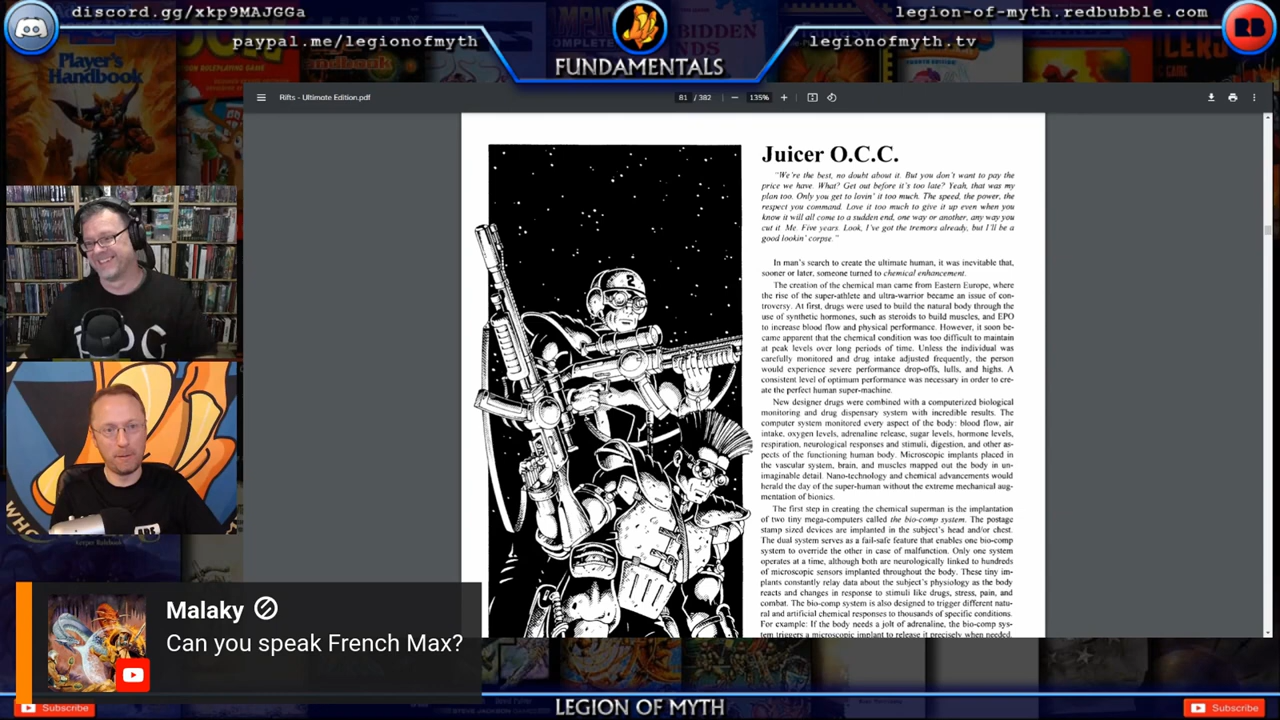 discord.gg/xkp9MAJGGa
paypal.me/legionofmyth
FUNDAMENTALS
legion-of-myth.redbubble.com
legionofmyth.tv
Player's
Handbook
Rifts - Ultimate Edition.pdf
81 / 382
135%
Juicer O.C.C.
"We're the best, no doubt about it. But you don't want to pay the
price we have. What? Get out before it's too late? Yeah, that was my
plan too. Only you get to lovin' it too much. The speed, the power, the
respect you command. Love it too much to give it up even when you
know it will all come to a sudden end, one way or another, any way you
cut it. Me. Five years. Look, I've got the tremors already, but I'll be a
good lookin' corpse."
In man's search to create the ultimate human, it was inevitable that,
sooner or later, someone turned to chemical enhancement.
The creation of the chemical man came from Eastern Europe, where
the rise of the super-athlete and ultra-warrior became an issue of con-
troversy. At first, drugs were used to build the natural body through the
use of synthetic hormones, such as steroids to build muscles, and EPO
to increase blood flow and physical performance. However, it soon be-
came apparent that the chemical condition was too difficult to maintain
at peak levels over long periods of time. Unless the individual was
carefully monitored and drug intake adjusted frequently, the person
would experience severe performance drop-offs, lulls, and highs. A
consistent level of optimum performance was necessary in order to cre-
ate the perfect human super-machine.
New designer drugs were combined with a computerized biological
monitoring and drug dispensary system with incredible results. The
computer system monitored every aspect of the body: blood flow, air
intake, oxygen levels, adrenaline release, sugar levels, hormone levels,
respiration, neurological responses and stimuli, digestion, and other as-
pects of the functioning human body. Microscopic implants placed in
the vascular system, brain, and muscles mapped out the body in un-
imaginable detail. Nano-technology and chemical advancements would
herald the day of the super-human without the extreme mechanical aug-
mentation of bionics.
The first step in creating the chemical superman is the implantation
of two tiny mega-computers called the bio-comp system. The postage
stamp sized devices are implanted in the subject's head and/or chest.
The dual system serves as a fail-safe feature that enables one bio-comp
system to override the other in case of malfunction. Only one system
operates at a time, although both are neurologically linked to hundreds
of microscopic sensors implanted throughout the body. These tiny im-
plants constantly relay data about the subject's physiology as the body
reacts and changes in response to stimuli like drugs, stress, pain, and
combat. The bio-comp system is also designed to trigger different natu-
ral and artificial chemical responses to thousands of specific conditions.
For example: If the body needs a jolt of adrenaline, the bio-comp sys-
tem triggers a microscopic implant to release it precisely when needed.
2
Malaky
Can you speak French Max?
Subscribe
LEGION OF MYTH
Subscribe